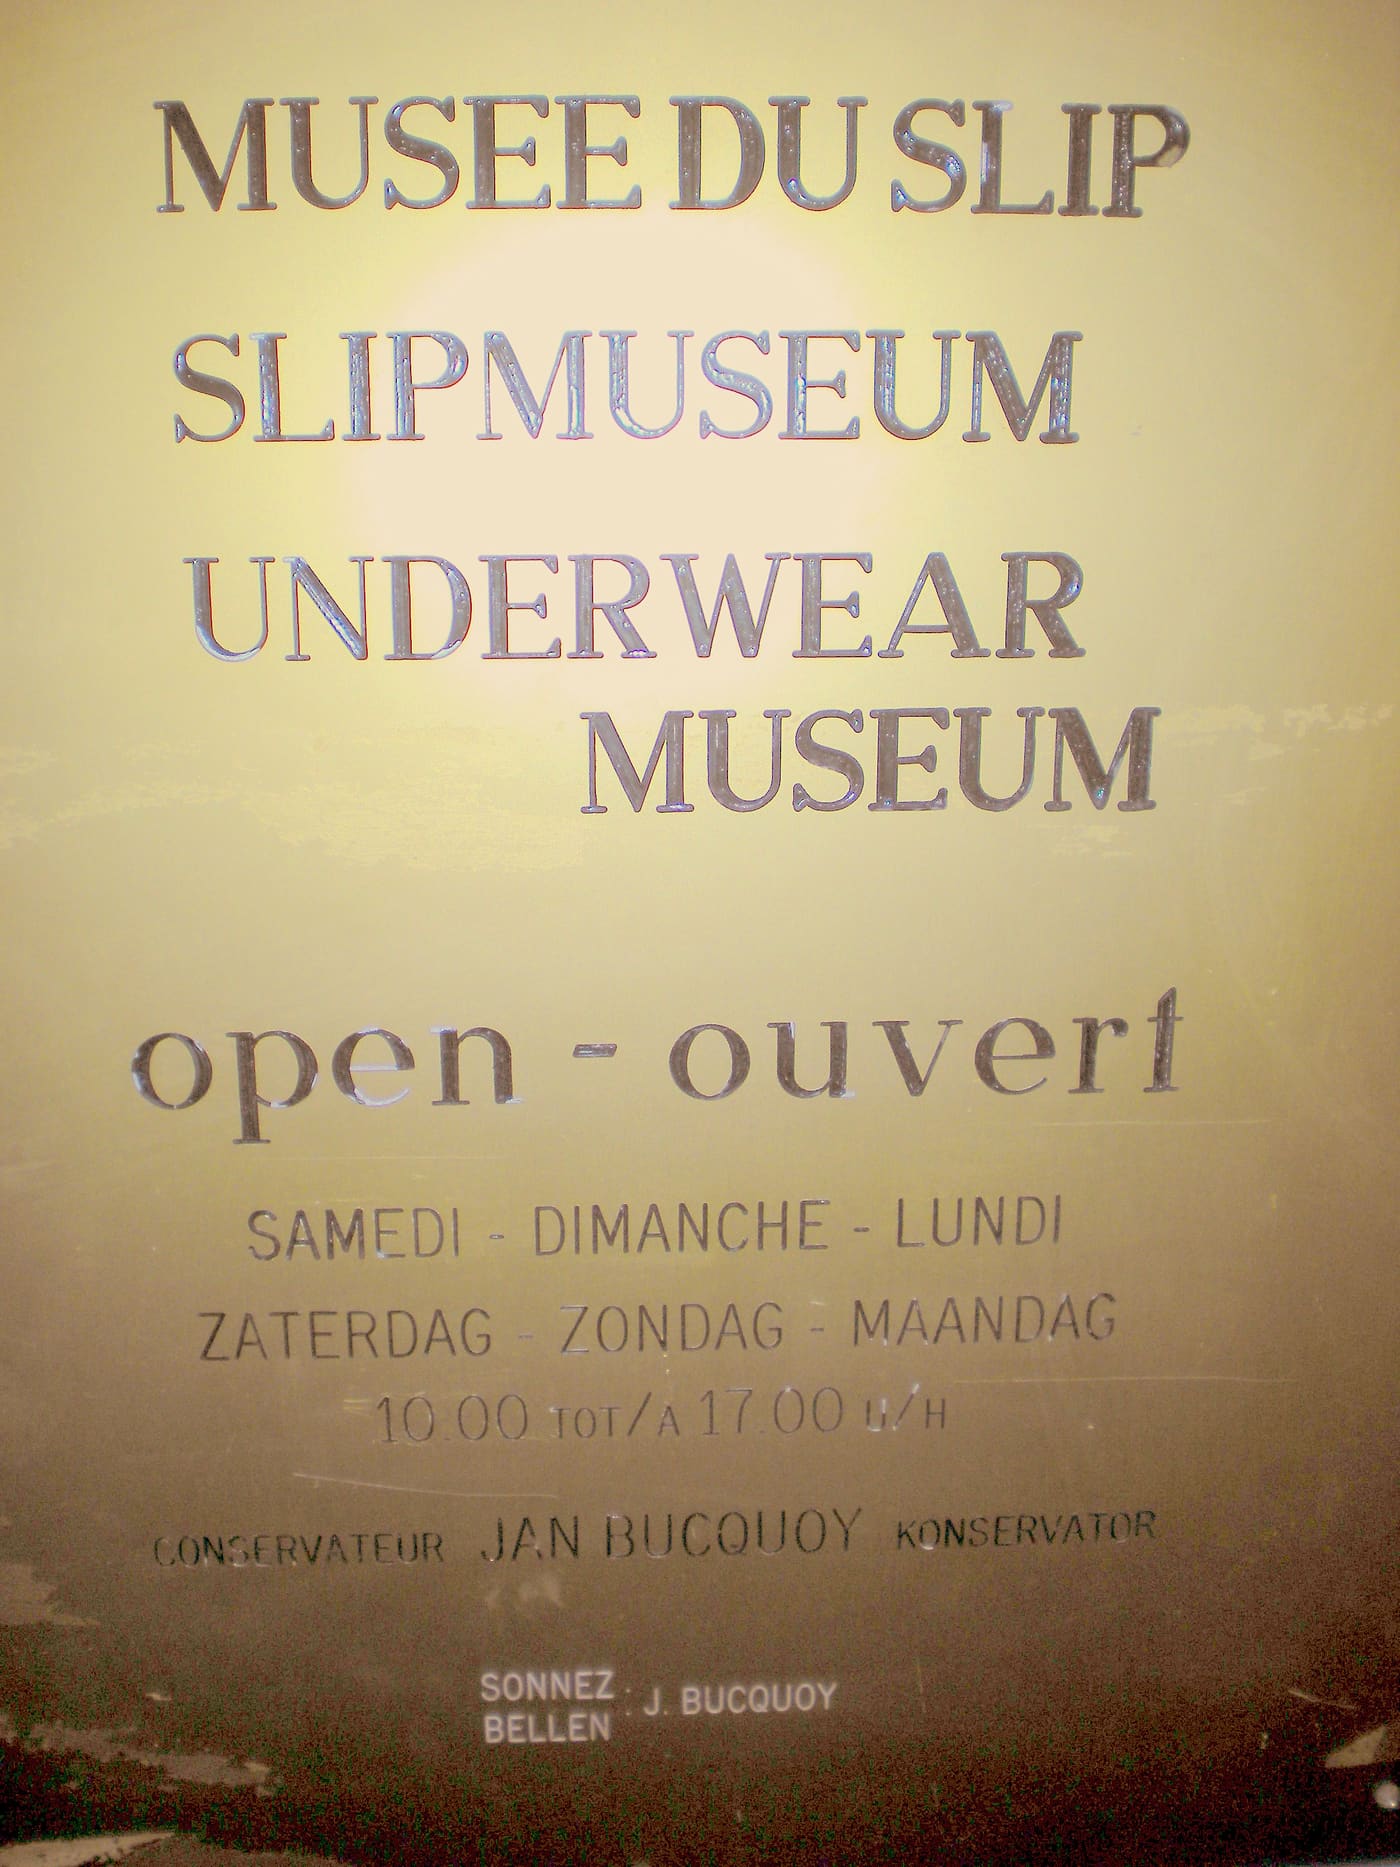 MUSEE DU SLIP
SLIPMUSEUM
UNDERWEAR
MUSEUM
open - ouvert
SAMEDI - DIMANCHE - LUNDI
ZATERDAG - ZONDAG - MAANDAG
10.00 TOT/A 17.00 U/H
CONSERVATEUR JAN BUCQUOY KONSERVATOR
SONNEZ
BELLEN : J. BUCQUOY